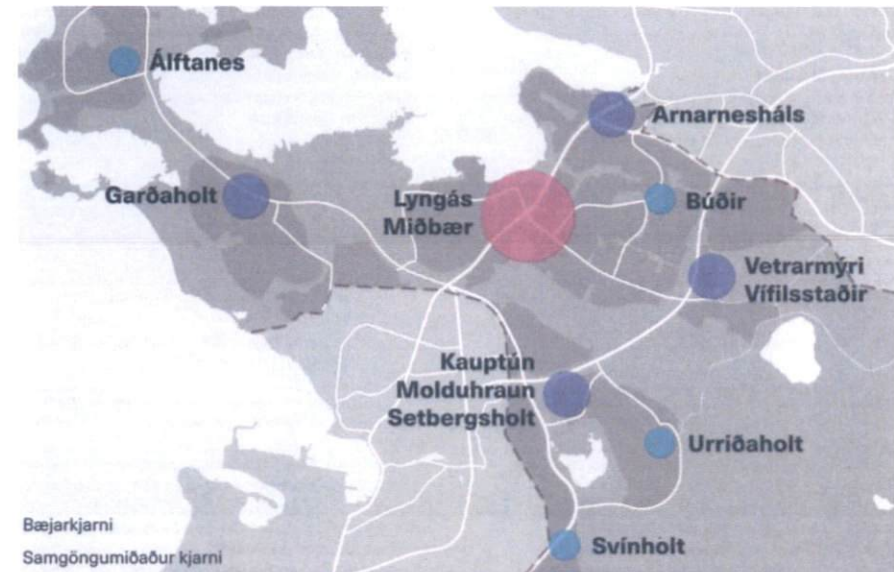 Álftanes
Arnarnesháls
Garðaholt
Lyngás
Miðbær
Búðir
Vetrarmýri
Vífilsstaðir
Kauptún
Molduhraun
Setbergsholt
Urriðaholt
Svínholt
Bæjarkjarni
Samgöngumiðaður kjarni